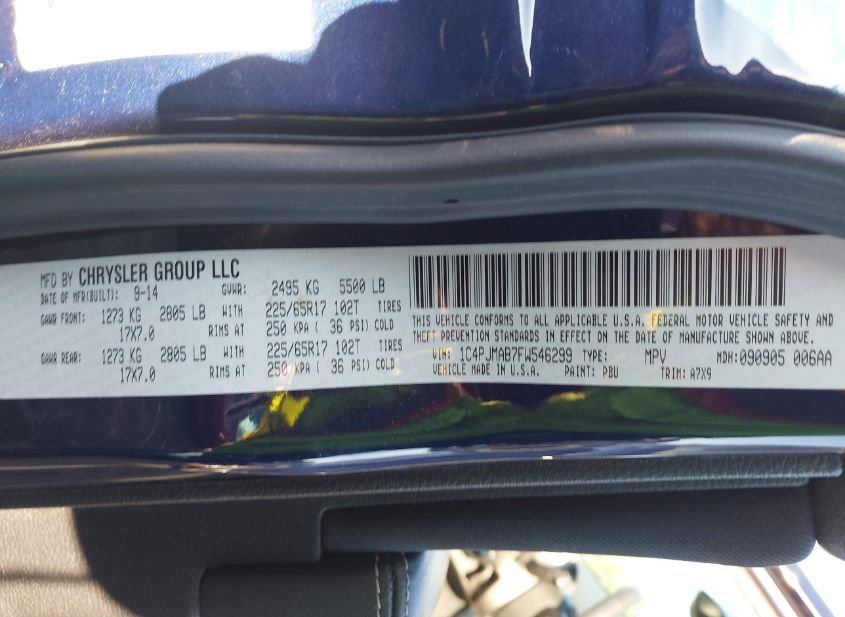 MFD BY CHRYSLER GROUP LLC
DATE OF MFR(BUILT): 9-14 GVWR: 2495 KG 5500 LB
GAWR FRONT: 1273 KG 2805 LB WITH 225/65R17 102T TIRES
17X7.0 RIMS AT 250 KPA ( 36 PSI) COLD
GAWR REAR: 1273 KG 2805 LB WITH 225/65R17 102T TIRES
17X7.0 RIMS AT 250 KPA ( 36 PSI) COLD
THIS VEHICLE CONFORMS TO ALL APPLICABLE U.S.A. FEDERAL MOTOR VEHICLE SAFETY AND
THEFT PREVENTION STANDARDS IN EFFECT ON THE DATE OF MANUFACTURE SHOWN ABOVE.
VIN: 1C4PJMAB7FW546299 TYPE: MPV MDH: 090905 006AA
VEHICLE MADE IN U.S.A. PAINT: PBU TRIM: A7X9